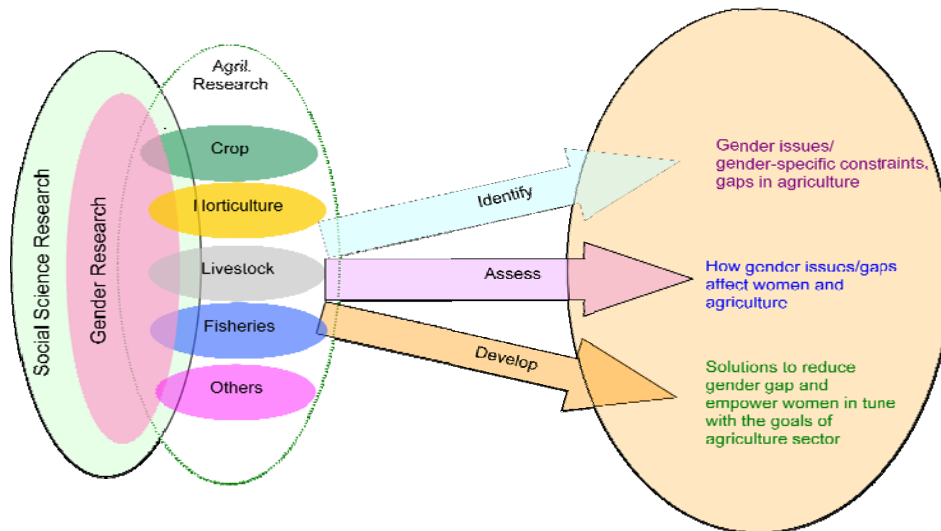 Social Science Research
Gender Research
Agril.
Research
Crop
Horticulture
Livestock
Fisheries
Others
Identify
Assess
Develop
Gender issues/
gender-specific constraints,
gaps in agriculture
How gender issues/gaps
affect women and
agriculture
Solutions to reduce
gender gap and
empower women in tune
with the goals of
agriculture sector